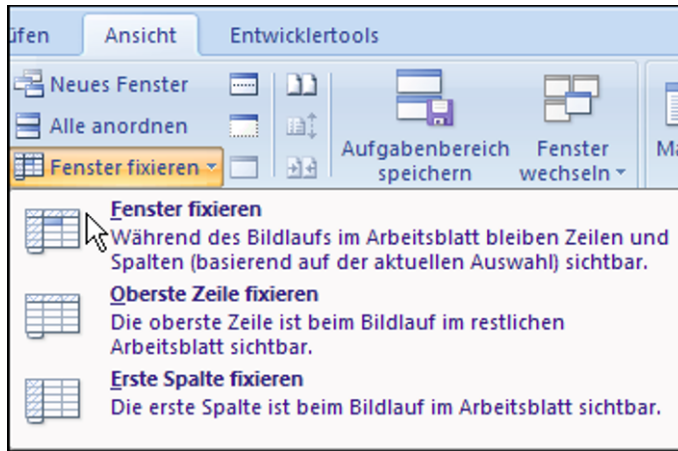 üfen Ansicht Entwicklertools
Neues Fenster
Alle anordnen
Fenster fixieren
Aufgabenbereich speichern
Fenster wechseln
Ma
Fenster fixieren
Während des Bildlaufs im Arbeitsblatt bleiben Zeilen und
Spalten (basierend auf der aktuellen Auswahl) sichtbar.
Oberste Zeile fixieren
Die oberste Zeile ist beim Bildlauf im restlichen
Arbeitsblatt sichtbar.
Erste Spalte fixieren
Die erste Spalte ist beim Bildlauf im Arbeitsblatt sichtbar.